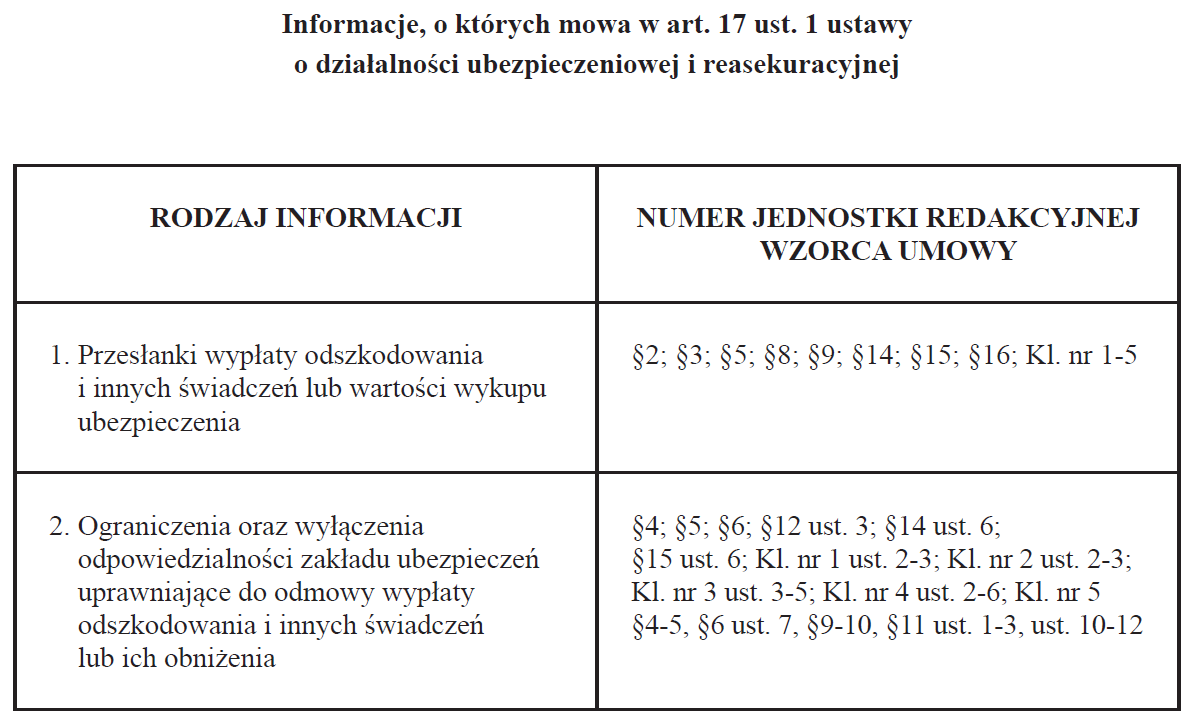 Informacje, o których mowa w art. 17 ust. 1 ustawy
o działalności ubezpieczeniowej i reasekuracyjnej
RODZAJ INFORMACJI
NUMER JEDNOSTKI REDAKCYJNEJ
WZORCA UMOWY
1. Przesłanki wypłaty odszkodowania
i innych świadczeń lub wartości wykupu
ubezpieczenia
§2; §3; §5; §8; §9; §14; §15; §16; Kl. nr 1-5
2. Ograniczenia oraz wyłączenia
odpowiedzialności zakładu ubezpieczeń
uprawniające do odmowy wypłaty
odszkodowania i innych świadczeń
lub ich obniżenia
§4; §5; §6; §12 ust. 3; §14 ust. 6;
§15 ust. 6; Kl. nr 1 ust. 2-3; Kl. nr 2 ust. 2-3;
Kl. nr 3 ust. 3-5; Kl. nr 4 ust. 2-6; Kl. nr 5
§4-5, §6 ust. 7, §9-10, §11 ust. 1-3, ust. 10-12